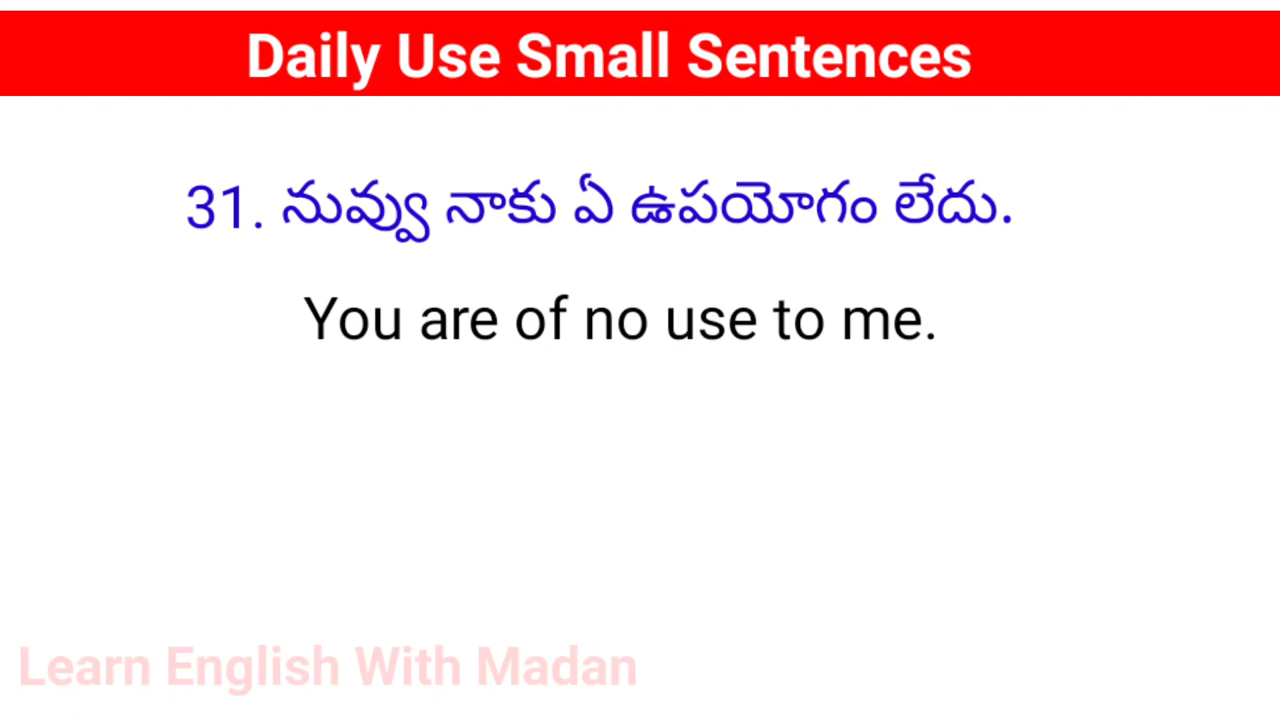 Daily Use Small Sentences
31. నువ్వు నాకు ఏ ఉపయోగం లేదు.
You are of no use to me.
Learn English With Madan